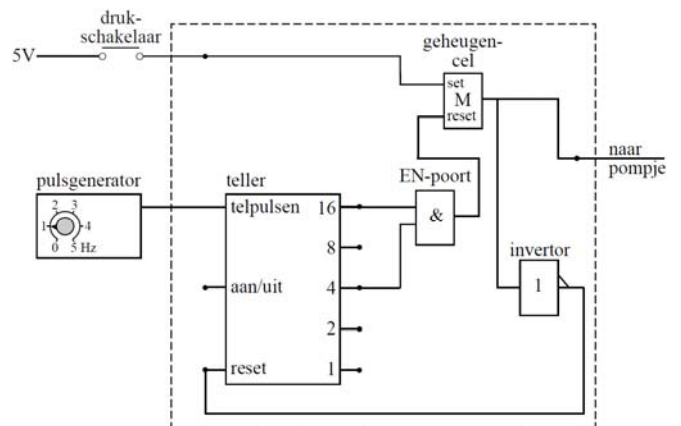 druk-
schakelaar
5V
geheugen-
cel
set
M
reset
naar
pompje
pulsgenerator
2 3
1 4
0 5 Hz
teller
telpulsen 16
8
aan/uit 4
2
reset 1
EN-poort
&
invertor
1